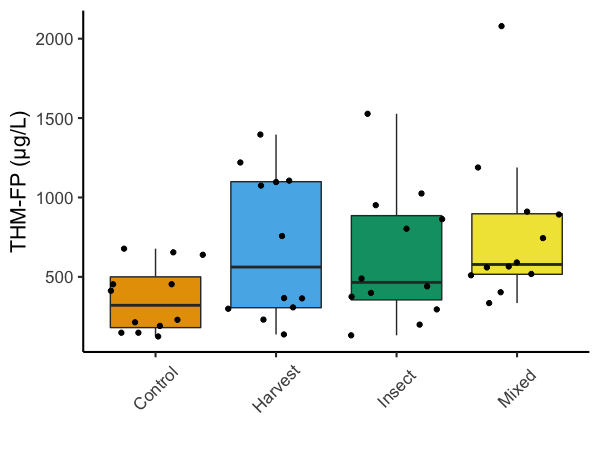 THM-FP (μg/L)
2000
1500
1000
500
Control
Harvest
Insect
Mixed